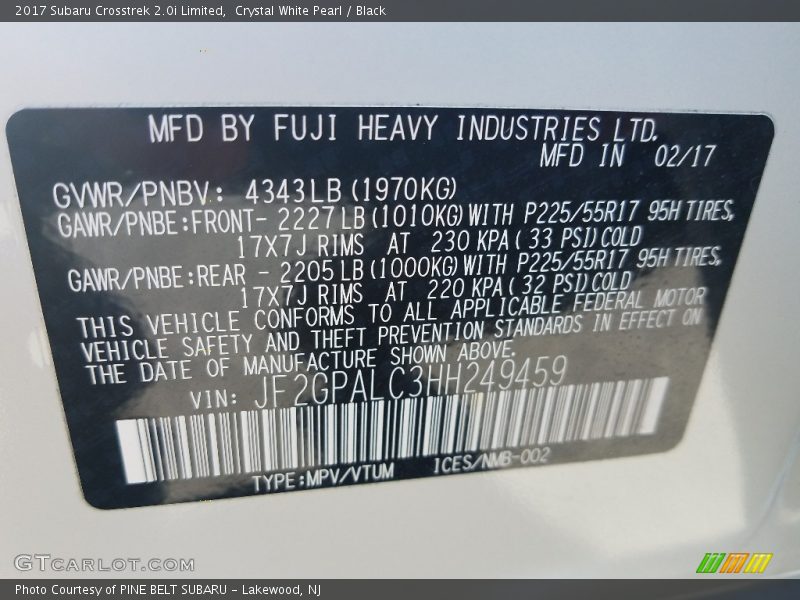 2017 Subaru Crosstrek 2.0i Limited,  Crystal White Pearl / Black
MFD BY FUJI HEAVY INDUSTRIES LTD.
MFD IN 02/17
GVWR/PNBV: 4343LB (1970KG)
GAWR/PNBE:FRONT- 2227 LB (1010KG) WITH P225/55R17 95H TIRES,
17X7J RIMS AT 230 KPA ( 33 PSI) COLD
GAWR/PNBE:REAR - 2205 LB (1000KG) WITH P225/55R17 95H TIRES,
17X7J RIMS AT 220 KPA ( 32 PSI) COLD
THIS VEHICLE CONFORMS TO ALL APPLICABLE FEDERAL MOTOR
VEHICLE SAFETY AND THEFT PREVENTION STANDARDS IN EFFECT ON
THE DATE OF MANUFACTURE SHOWN ABOVE.
VIN: JF2GPALC3HH249459
TYPE:MPV/VTUM ICES/NMB-002
GTCARLOT.COM
Photo Courtesy of PINE BELT SUBARU - Lakewood, NJ